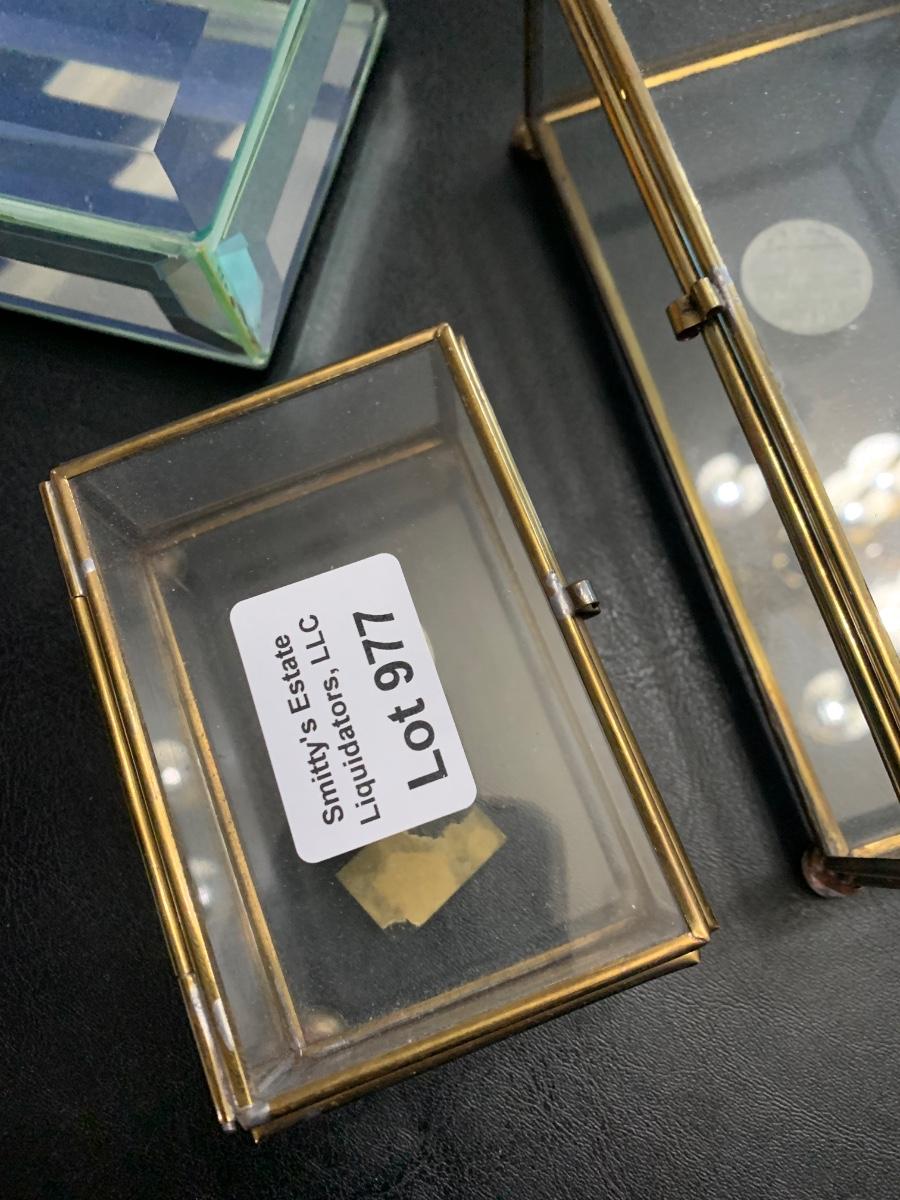 Smitty's Estate
Liquidators, LLC
Lot 977